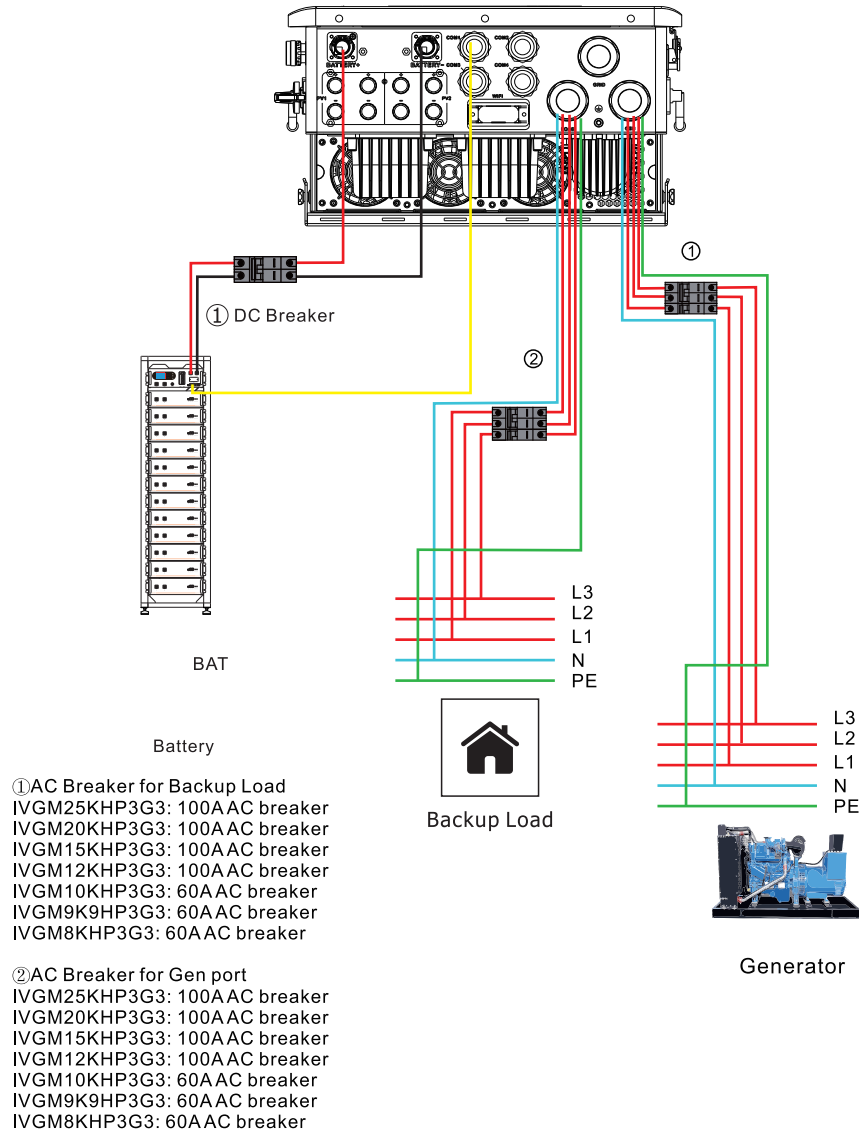 BATTERY+
BATTERY-
COM1
COM2
COM3
COM4
PV1
PV2
WIFI
GND
① DC Breaker
①
②
L3
L2
L1
N
PE
BAT
Battery
Backup Load
L3
L2
L1
N
PE
Generator
①AC Breaker for Backup Load
IVGM25KHP3G3: 100A AC breaker
IVGM20KHP3G3: 100A AC breaker
IVGM15KHP3G3: 100A AC breaker
IVGM12KHP3G3: 100A AC breaker
IVGM10KHP3G3: 60A AC breaker
IVGM9K9HP3G3: 60A AC breaker
IVGM8KHP3G3: 60A AC breaker
②AC Breaker for Gen port
IVGM25KHP3G3: 100A AC breaker
IVGM20KHP3G3: 100A AC breaker
IVGM15KHP3G3: 100A AC breaker
IVGM12KHP3G3: 100A AC breaker
IVGM10KHP3G3: 60A AC breaker
IVGM9K9HP3G3: 60A AC breaker
IVGM8KHP3G3: 60A AC breaker